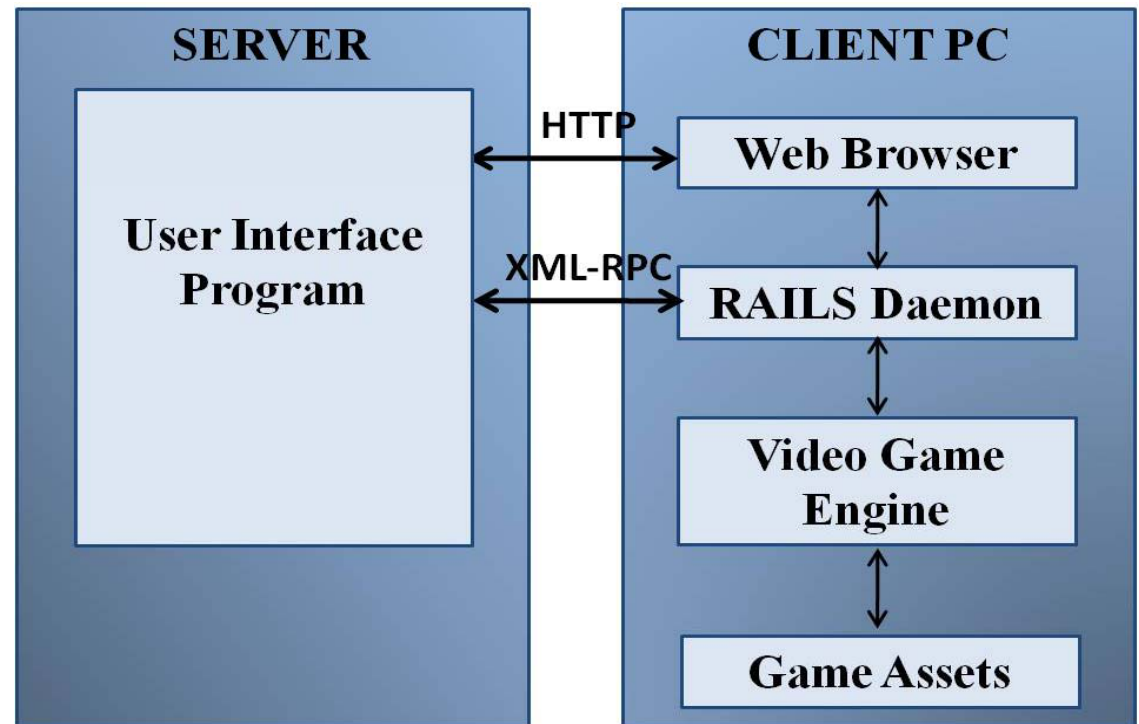 SERVER
User Interface
Program
HTTP
XML-RPC
CLIENT PC
Web Browser
RAILS Daemon
Video Game
Engine
Game Assets